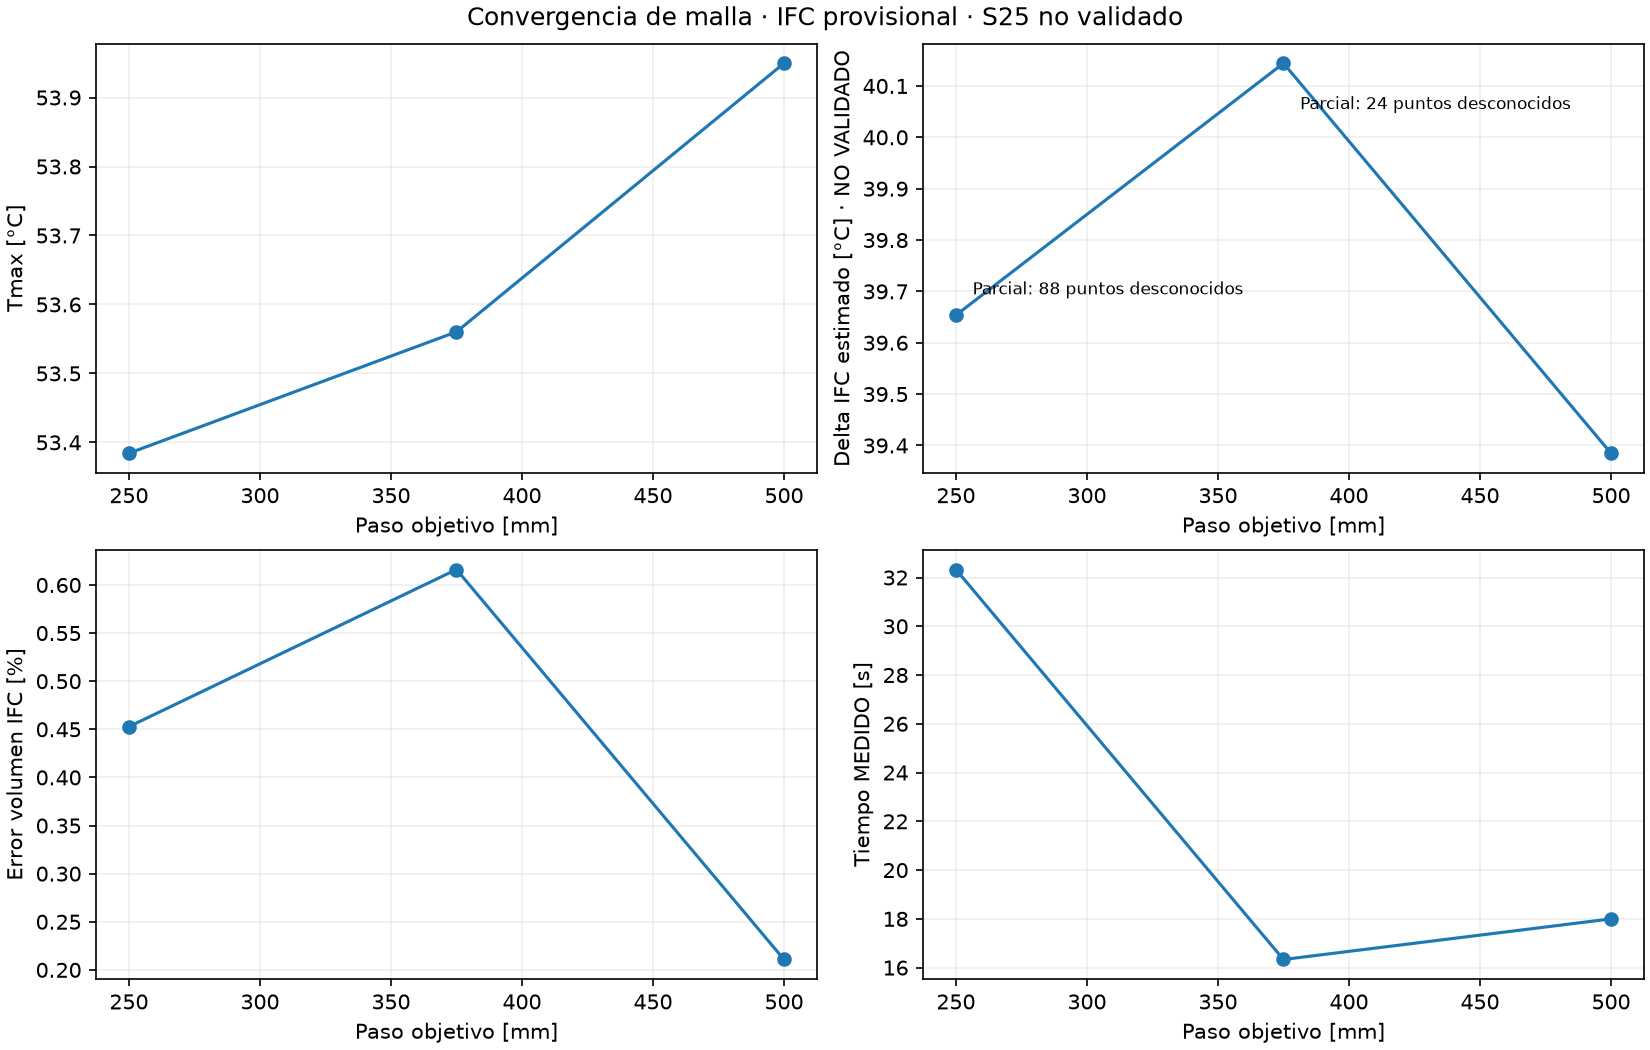 Convergencia de malla · IFC provisional · S25 no validado
Tmax [°C]
53.9
53.8
53.7
53.6
53.5
53.4
250 300 350 400 450 500
Paso objetivo [mm]
Delta IFC estimado [°C] · NO VALIDADO
40.1
40.0
39.9
39.8
39.7
39.6
39.5
39.4
Parcial: 24 puntos desconocidos
Parcial: 88 puntos desconocidos
250 300 350 400 450 500
Paso objetivo [mm]
Error volumen IFC [%]
0.60
0.55
0.50
0.45
0.40
0.35
0.30
0.25
0.20
250 300 350 400 450 500
Paso objetivo [mm]
Tiempo MEDIDO [s]
32
30
28
26
24
22
20
18
16
250 300 350 400 450 500
Paso objetivo [mm]